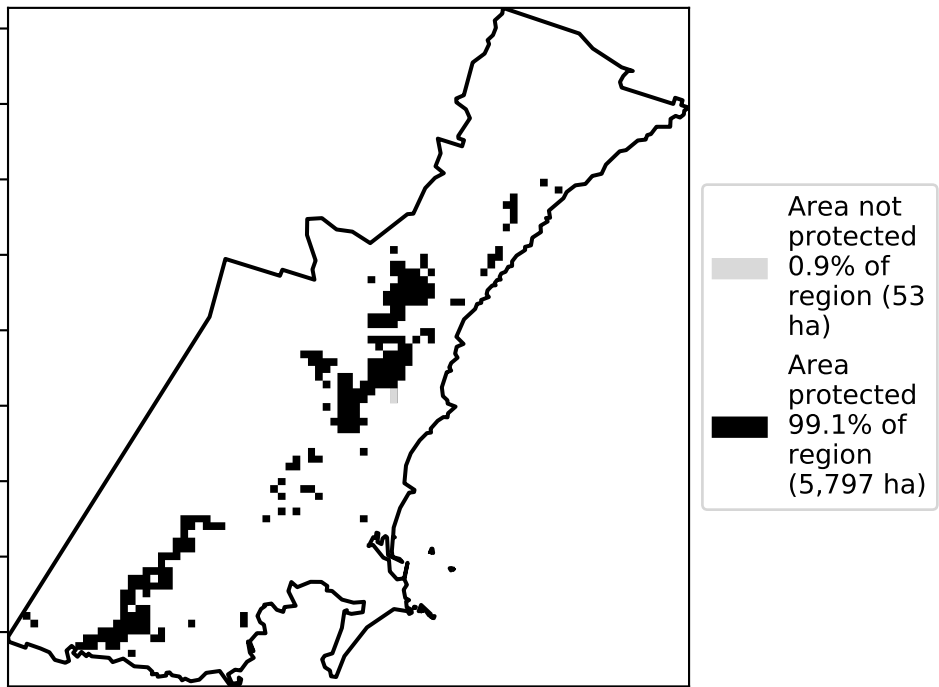 Area not
protected
0.9% of
region (53
ha)
Area
protected
99.1% of
region
(5,797 ha)